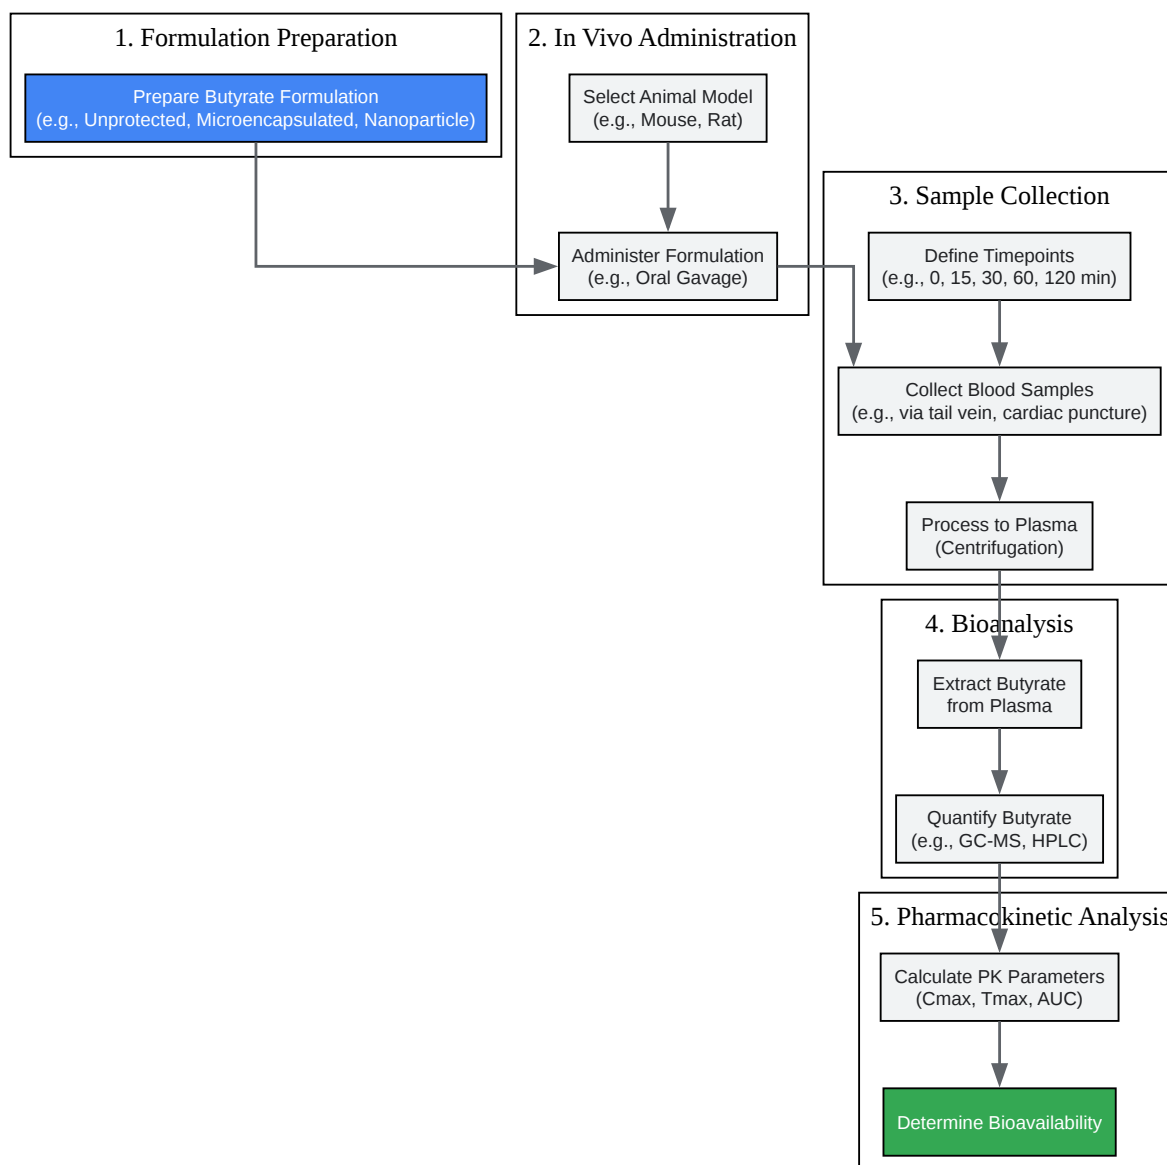 1. Formulation Preparation
Prepare Butyrate Formulation
(e.g., Unprotected, Microencapsulated, Nanoparticle)
2. In Vivo Administration
Select Animal Model
(e.g., Mouse, Rat)
Administer Formulation
(e.g., Oral Gavage)
3. Sample Collection
Define Timepoints
(e.g., 0, 15, 30, 60, 120 min)
Collect Blood Samples
(e.g., via tail vein, cardiac puncture)
Process to Plasma
(Centrifugation)
4. Bioanalysis
Extract Butyrate
from Plasma
Quantify Butyrate
(e.g., GC-MS, HPLC)
5. Pharmacokinetic Analysis
Calculate PK Parameters
(Cmax, Tmax, AUC)
Determine Bioavailability